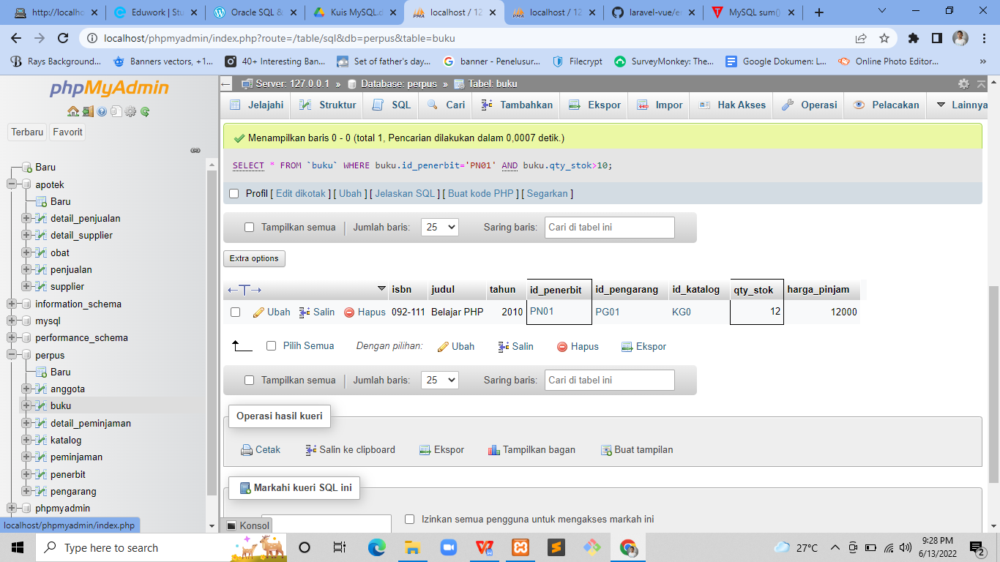 http://localho
Eduwork | Stu
Oracle SQL &
Kuis MySQL.d
localhost / 12
localhost / 12
laravel-vue/e
MySQL sum()
localhost/phpmyadmin/index.php?route=/table/sql&db=perpus&table=buku
Rays Background...
Banners vectors, +1...
40+ Interesting Ban...
Set of father's day...
banner - Penelusur...
Filecrypt
SurveyMonkey: The...
Google Dokumen: L...
Online Photo Editor...
»
phpMyAdmin
Terbaru Favorit
Baru
apotek
Baru
detail_penjualan
detail_supplier
obat
penjualan
supplier
information_schema
mysql
performance_schema
perpus
Baru
anggota
buku
detail_peminjaman
katalog
peminjaman
penerbit
pengarang
phpmyadmin
localhost/phpmyadmin/index.php
Server: 127.0.0.1 » Database: perpus » Tabel: buku
Jelajahi Struktur SQL Cari Tambahkan Ekspor Impor Hak Akses Operasi Pelacakan Lainnya
Menampilkan baris 0 - 0 (total 1, Pencarian dilakukan dalam 0,0007 detik.)
SELECT * FROM `buku` WHERE buku.id_penerbit='PN01' AND buku.qty_stok>10;
Profil [ Edit dikotak ] [ Ubah ] [ Jelaskan SQL ] [ Buat kode PHP ] [ Segarkan ]
Tampilkan semua | Jumlah baris: 25 Saring baris: Cari di tabel ini
Extra options
←T→ isbn judul tahun id_penerbit id_pengarang id_katalog qty_stok harga_pinjam
Ubah Salin Hapus 092-111 Belajar PHP 2010 PN01 PG01 KG0 12 12000
Pilih Semua Dengan pilihan: Ubah Salin Hapus Ekspor
Tampilkan semua | Jumlah baris: 25 Saring baris: Cari di tabel ini
Operasi hasil kueri
Cetak Salin ke clipboard Ekspor Tampilkan bagan Buat tampilan
Markahi kueri SQL ini
Izinkan semua pengguna untuk mengakses markah ini
Konsol
Type here to search
27°C
9:28 PM
6/13/2022
2